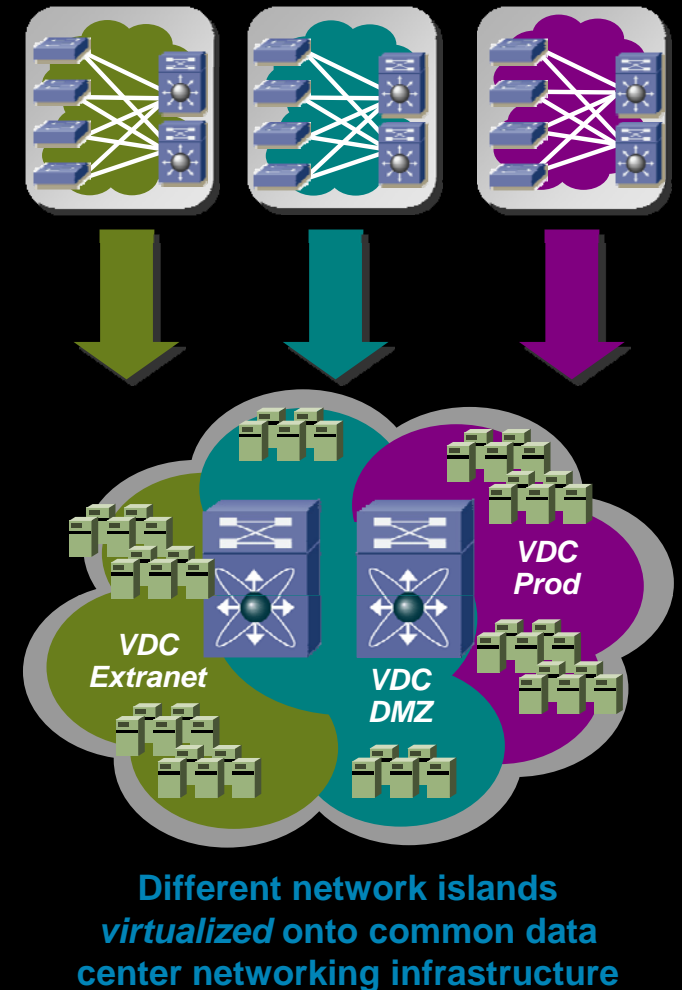 VDC
Prod
VDC
Extranet
VDC
DMZ
Different network islands
virtualized onto common data
center networking infrastructure